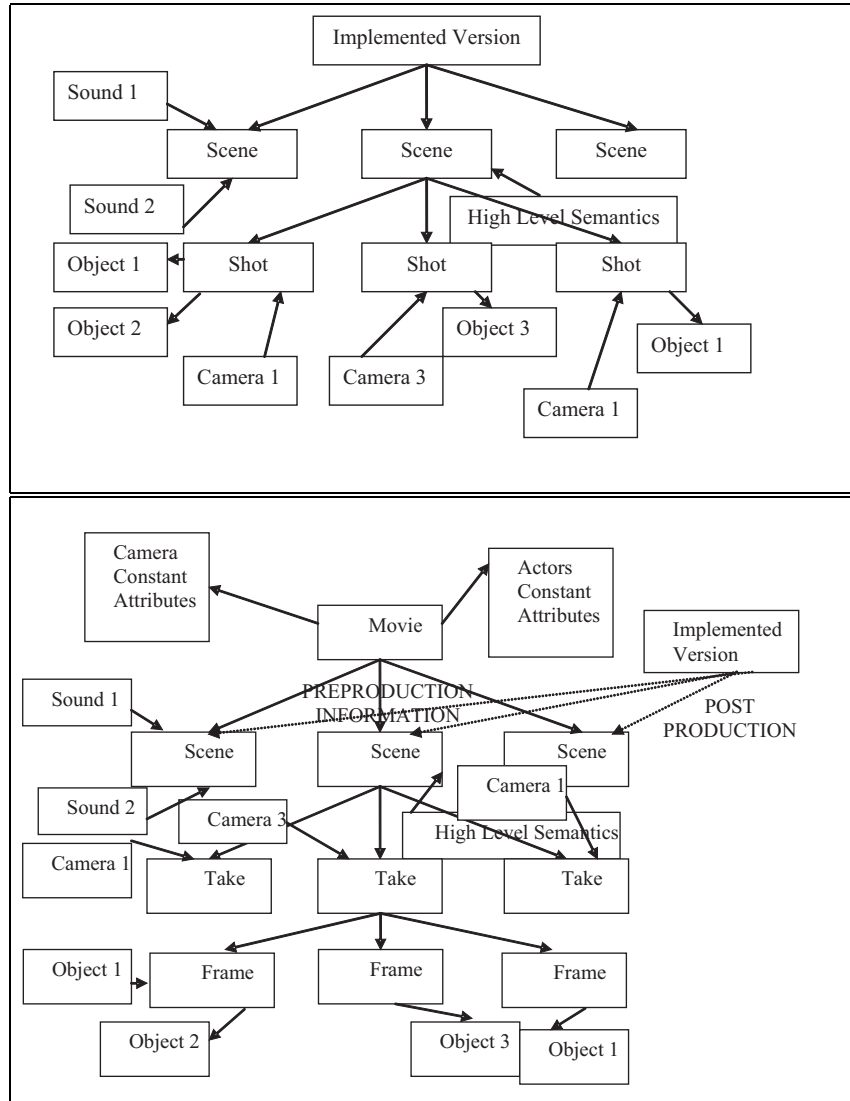 Implemented Version
Sound 1
Scene
Scene
Scene
Sound 2
High Level Semantics
Object 1
Shot
Shot
Shot
Object 2
Object 3
Object 1
Camera 1
Camera 3
Camera 1
Camera
Constant
Attributes
Actors
Constant
Attributes
Movie
Implemented
Version
Sound 1
PREPRODUCTION
INFORMATION
POST
PRODUCTION
Scene
Scene
Scene
Sound 2
Camera 3
Camera 1
High Level Semantics
Camera 1
Take
Take
Take
Object 1
Frame
Frame
Frame
Object 2
Object 3
Object 1